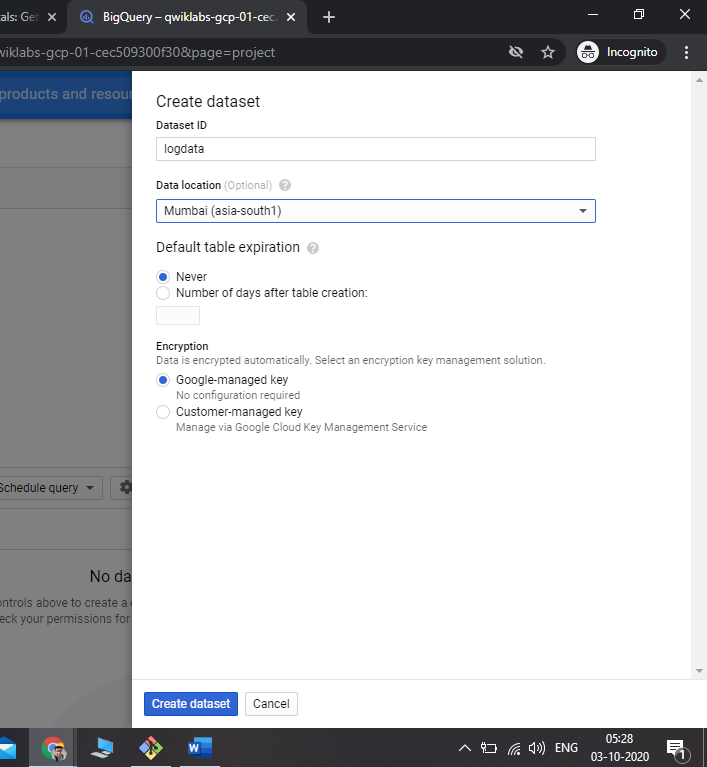 als: Get
BigQuery – qwiklabs-gcp-01-cec
wiklabs-gcp-01-cec509300f30&page=project
Incognito
products and resou
Create dataset
Dataset ID
logdata
Data location (Optional) ?
Mumbai (asia-south1)
Default table expiration ?
Never
Number of days after table creation:
Encryption
Data is encrypted automatically. Select an encryption key management solution.
Google-managed key
No configuration required
Customer-managed key
Manage via Google Cloud Key Management Service
Schedule query
No da
ontrols above to create a
eck your permissions for
Create dataset
Cancel
W
ENG
05:28
03-10-2020
1